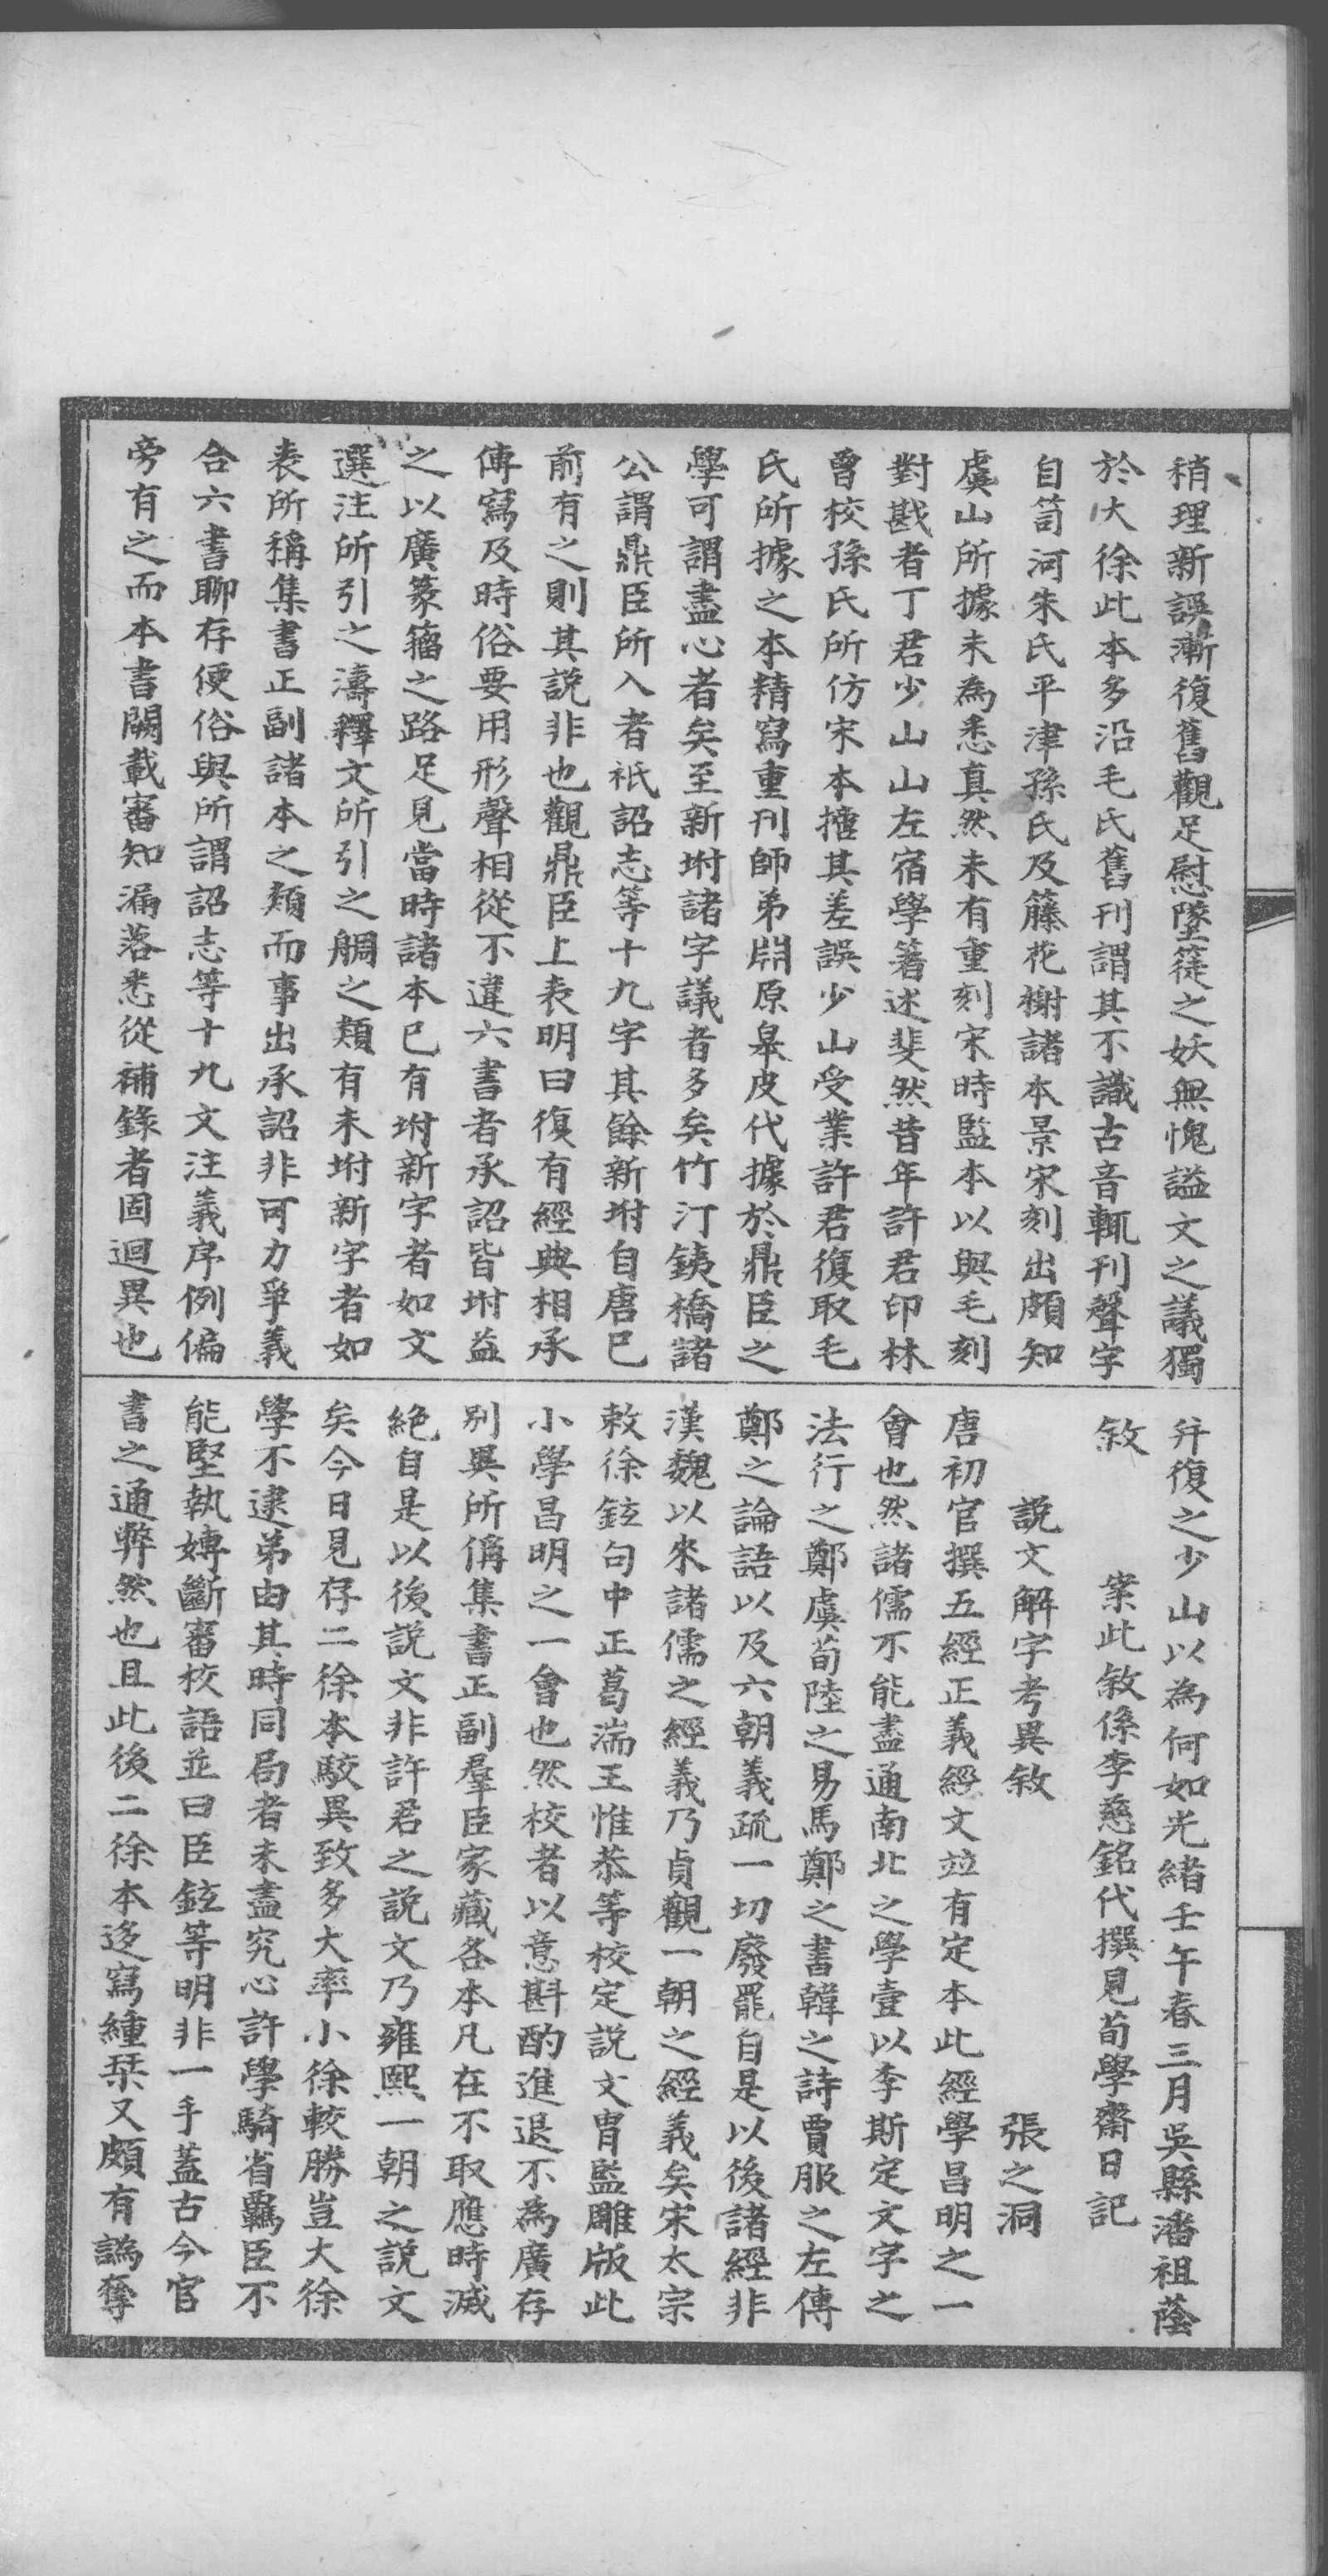 稍理新誤漸復舊觀足慰墜簁之妖無愧謚文之議獨
於大徐此本多沿毛氏舊刊謂其不識古音輒刊聲字
自笥河朱氏平津孫氏及籐花榭諸本景宋刻出頗知
虞山所據未為悉真然未有重刻宋時監本以與毛刻
對戡者丁君少山山左宿學著述斐然昔年許君印林
曾校孫氏所仿宋本搉其差誤少山受業許君復取毛
氏所據之本精寫重刊師弟閞原皋皮代據於鼎臣之
學可謂盡心者矣至新坿諸字議者多矣竹汀銕橋諸
公謂鼎臣所入者祇詔志等十九字其餘新坿自唐已
前有之則其説非也觀鼎臣上表明曰復有經典相承
傳寫及時俗要用形聲相從不違六書者承詔皆坿益
之以廣篆籀之路足見當時諸本已有坿新字者如文
選注所引之濤釋文所引之艒之類有未坿新字者如
表所稱集書正副諸本之類而事出承詔非可力爭義
合六書聊存便俗與所謂詔志等十九文注義序例偏
旁有之而本書闕載審知漏落悉從補錄者固迥異也
并復之少山以為何如光緒壬午春三月吳縣潘祖蔭
敘　　案此敘係李慈銘代撰見荀學齋日記
説文解字考異敘　　張之洞
唐初官撰五經正義經文竝有定本此經學昌明之一
會也然諸儒不能盡通南北之學壹以李斯定文字之
法行之鄭虞荀陸之易馬鄭之書韓之詩賈服之左傳
鄭之論語以及六朝義疏一切廢罷自是以後諸經非
漢魏以來諸儒之經義乃貞觀一朝之經義矣宋太宗
敕徐鉉句中正葛湍王惟恭等校定説文胄監雕版此
小學昌明之一會也然校者以意斟酌進退不為廣存
別異所偁集書正副羣臣家藏各本凡在不取應時滅
絶自是以後説文非許君之説文乃雍熙一朝之説文
矣今日見存二徐本駮異致多大率小徐較勝豈大徐
學不逮弟由其時同局者未盡究心許學騎省羈臣不
能堅執嫥斷審校語並曰臣鉉等明非一手蓋古今官
書之通弊然也且此後二徐本迻寫緟栞又頗有譌奪